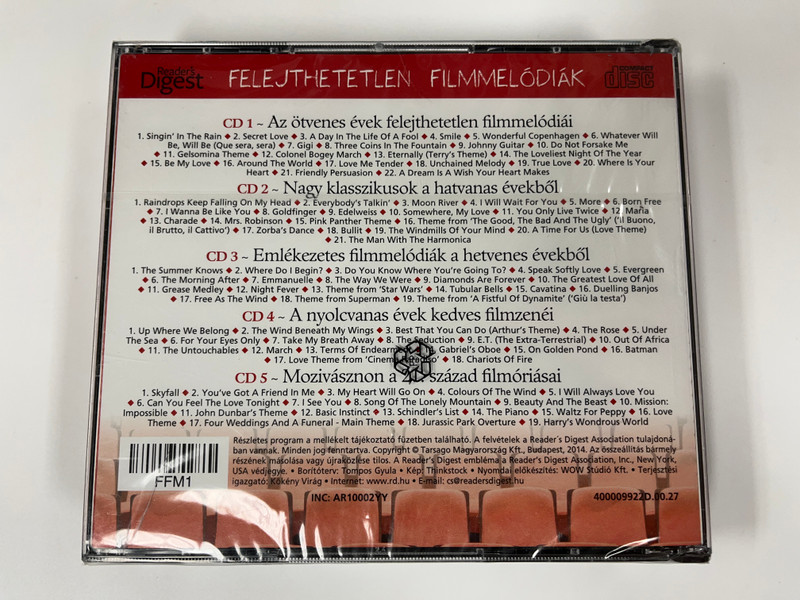 Reader's Digest FELEJTHETETLEN FILMMELÓDIÁK COMPACT disc
CD 1 ~ Az ötvenes évek felejthetetlen filmmelódiái
1. Singin' In The Rain ◆ 2. Secret Love ◆ 3. A Day In The Life Of A Fool ◆ 4. Smile ◆ 5. Wonderful Copenhagen ◆ 6. Whatever Will
Be, Will Be (Que sera, sera) ◆ 7. Gigi ◆ 8. Three Coins In The Fountain ◆ 9. Johnny Guitar ◆ 10. Do Not Forsake Me
◆ 11. Gelsomina Theme ◆ 12. Colonel Bogey March ◆ 13. Eternally (Terry's Theme) ◆ 14. The Loveliest Night Of The Year
◆ 15. Be My Love ◆ 16. Around The World ◆ 17. Love Me Tender ◆ 18. Unchained Melody ◆ 19. True Love ◆ 20. Where Is Your
Heart ◆ 21. Friendly Persuasion ◆ 22. A Dream Is A Wish Your Heart Makes
CD 2 ~ Nagy klasszikusok a hatvanas évekből
1. Raindrops Keep Falling On My Head ◆ 2. Everybody's Talkin' ◆ 3. Moon River ◆ 4. I Will Wait For You ◆ 5. More ◆ 6. Born Free
◆ 7. I Wanna Be Like You ◆ 8. Goldfinger ◆ 9. Edelweiss ◆ 10. Somewhere, My Love ◆ 11. You Only Live Twice ◆ 12. Maña
◆ 13. Charade ◆ 14. Mrs. Robinson ◆ 15. Pink Panther Theme ◆ 16. Theme from 'The Good, The Bad And The Ugly' ('Il Buono,
il Brutto, il Cattivo') ◆ 17. Zorba's Dance ◆ 18. Bullit ◆ 19. The Windmills Of Your Mind ◆ 20. A Time For Us (Love Theme)
◆ 21. The Man With The Harmonica
CD 3 ~ Emlékezetes filmmelódiák a hetvenes évekből
1. The Summer Knows ◆ 2. Where Do I Begin? ◆ 3. Do You Know Where You're Going To? ◆ 4. Speak Softly Love ◆ 5. Evergreen
◆ 6. The Morning After ◆ 7. Emmanuelle ◆ 8. The Way We Were ◆ 9. Diamonds Are Forever ◆ 10. The Greatest Love Of All
◆ 11. Grease Medley ◆ 12. Night Fever ◆ 13. Theme from 'Star Wars' ◆ 14. Tubular Bells ◆ 15. Cavatina ◆ 16. Duelling Banjos
◆ 17. Free As The Wind ◆ 18. Theme from Superman ◆ 19. Theme from 'A Fistful Of Dynamite' ('Giù la testa')
CD 4 ~ A nyolcvanas évek kedves filmzenéi
1. Up Where We Belong ◆ 2. The Wind Beneath My Wings ◆ 3. Best That You Can Do (Arthur's Theme) ◆ 4. The Rose ◆ 5. Under
The Sea ◆ 6. For Your Eyes Only ◆ 7. Take My Breath Away ◆ 8. The Seduction ◆ 9. E.T. (The Extra-Terrestrial) ◆ 10. Out Of Africa
◆ 11. The Untouchables ◆ 12. March ◆ 13. Terms Of Gabriel's Oboe ◆ 15. On Golden Pond ◆ 16. Batman
◆ 17. Love Theme from ◆ 18. Chariots Of Fire
CD 5 ~ Mozivásznon a század filmóriásai
1. Skyfall ◆ 2. You've Got A Friend In Me ◆ 3. My Heart Will Go On ◆ 4. Colours Of The Wind ◆ 5. I Will Always Love You
◆ 6. Can You Feel The Love Tonight ◆ 7. I See You ◆ 8. Song Of The Lonely Mountain ◆ 9. Beauty And The Beast ◆ 10. Mission:
Impossible ◆ 11. John Dunbar's Theme ◆ 12. Basic Instinct ◆ 13. Schindler's List ◆ 14. The Piano ◆ 15. Waltz For Peppy ◆ 16. Love
Theme ◆ 17. Four Weddings And A Funeral - Main Theme ◆ 18. Jurassic Park Overture ◆ 19. Harry's Wondrous World
Részletes program a mellékelt tájékoztató füzetben található. A felvételek a Reader's Digest Association tulajdoná-
ban vannak. Minden jog fenntartva. Copyright © Tarsago Magyarország Kft., Budapest, 2014. Az összeállítás bármely
részének másolása vagy újraközlése tilos. A Reader's Digest embléma a Reader's Digest Association, Inc., New York,
USA védjegye. • Borítóterv: Tompos Gyula • Kép: Thinkstock • Nyomdai előkészítés: WOW Stúdió Kft. • Terjesztési
igazgató: Kökény Virág • Internet: www.rd.hu • E-mail: cs@readersdigest.hu
FFM1
INC: AR10002YY 400009922D.00.27